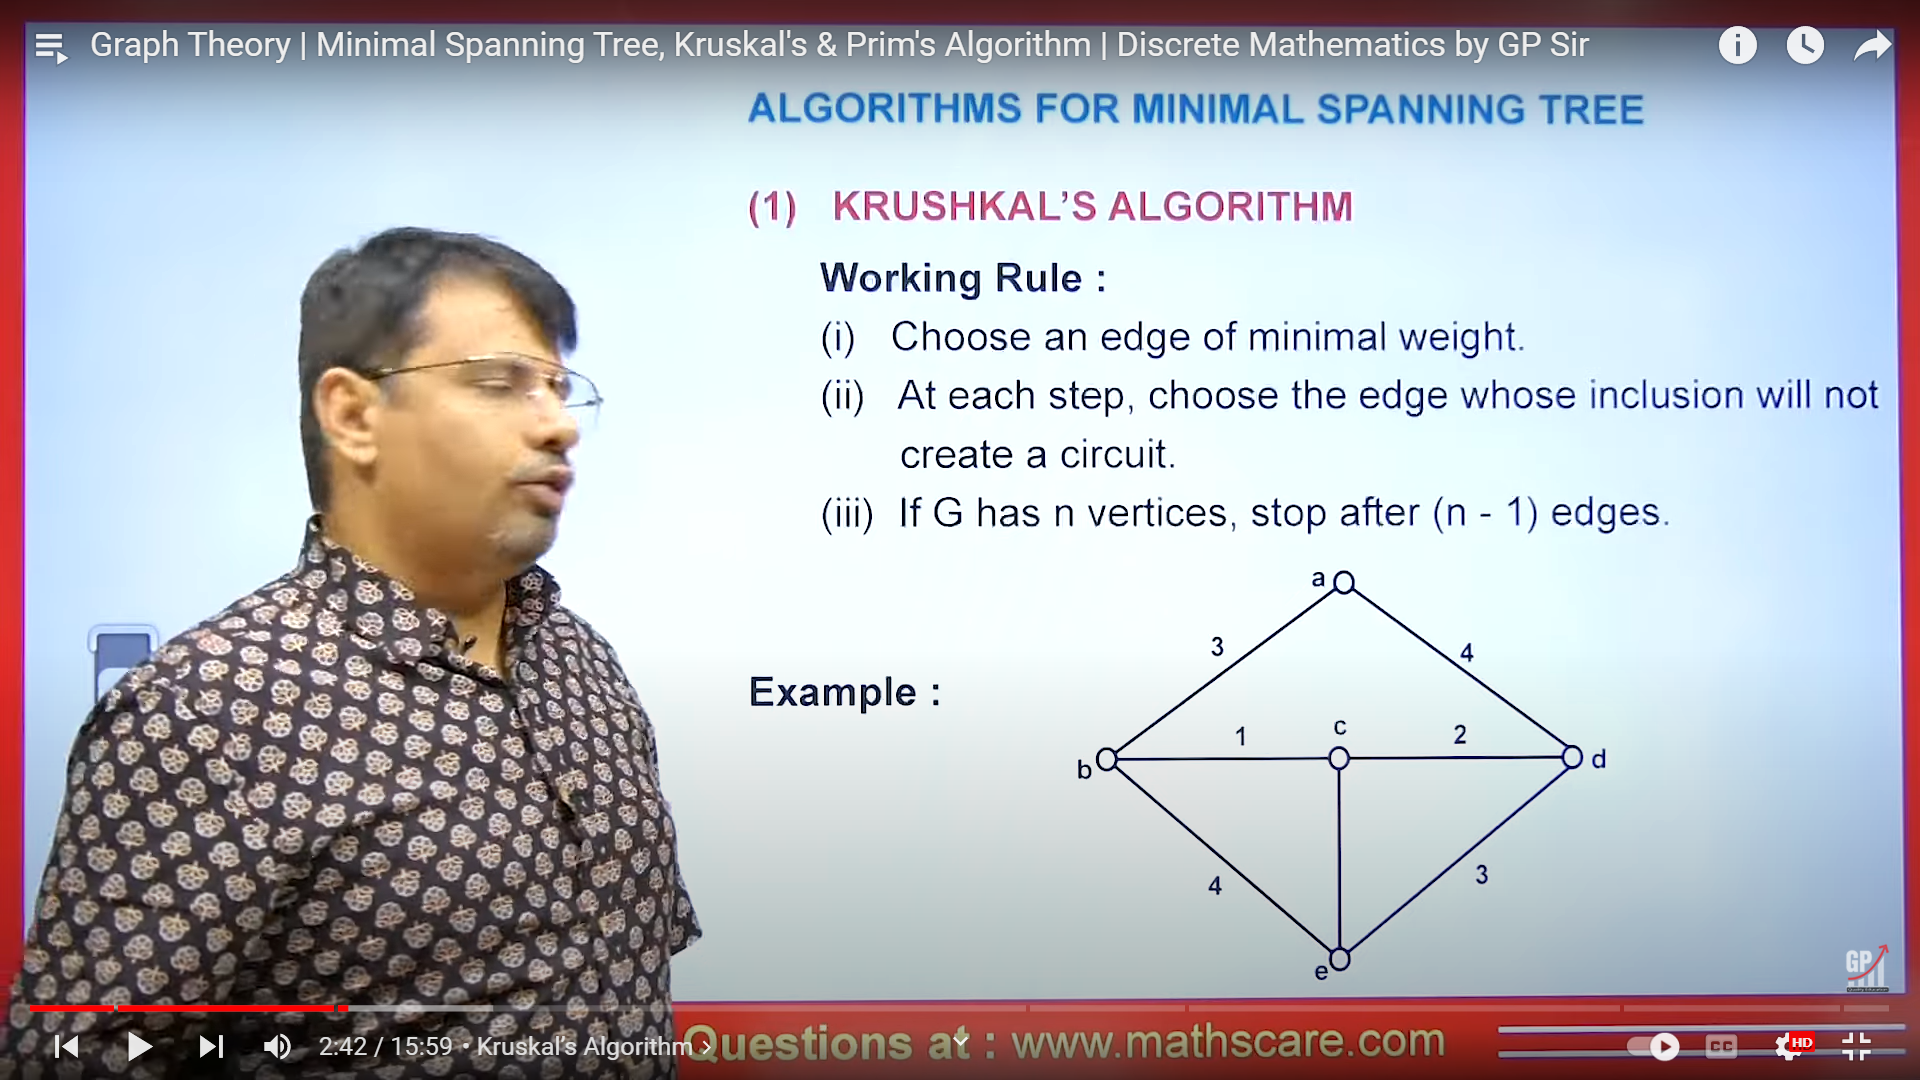 Graph Theory | Minimal Spanning Tree, Kruskal's & Prim's Algorithm | Discrete Mathematics by GP Sir
ALGORITHMS FOR MINIMAL SPANNING TREE
(1) KRUSHKAL'S ALGORITHM
Working Rule :
(i) Choose an edge of minimal weight.
(ii) At each step, choose the edge whose inclusion will not
create a circuit.
(iii) If G has n vertices, stop after (n - 1) edges.
a
3
4
Example :
c
1
2
b
d
4
3
e
GP
Questions at : www.mathscare.com
2:42 / 15:59 • Kruskal's Algorithm
CC
HD